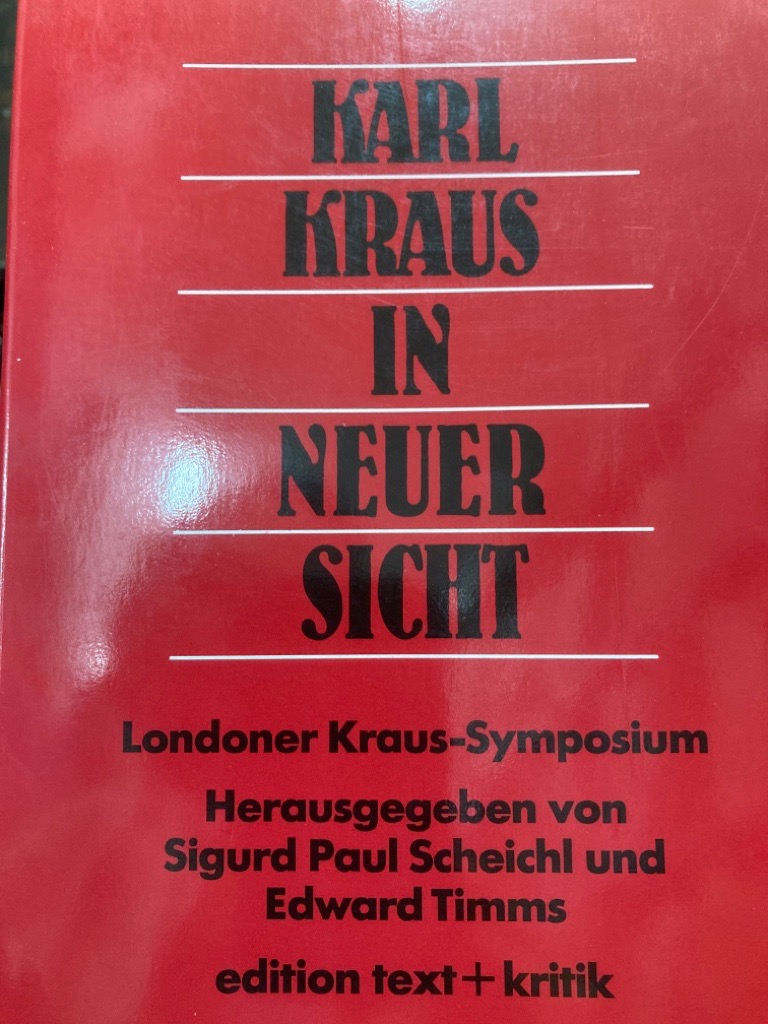 KARL
KRAUS
IN
NEUER
SICHT
Londoner Kraus-Symposium
Herausgegeben von
Sigurd Paul Scheichl und
Edward Timms
edition text+kritik